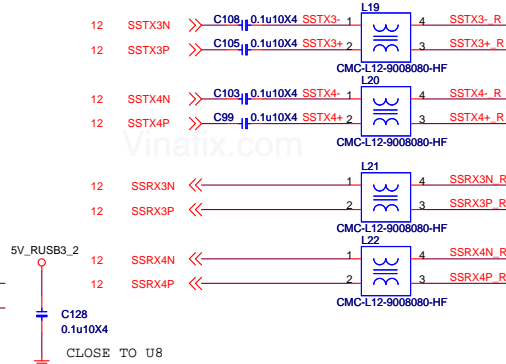 L19
12 SSTX3N C108 0.1u10X4 SSTX3- 1 4 SSTX3-_R
12 SSTX3P C105 0.1u10X4 SSTX3+ 2 3 SSTX3+_R
CMC-L12-9008080-HF
L20
12 SSTX4N C103 0.1u10X4 SSTX4- 1 4 SSTX4-_R
12 SSTX4P C99 0.1u10X4 SSTX4+ 2 3 SSTX4+_R
CMC-L12-9008080-HF
Vinafix.com
L21
12 SSRX3N 1 4 SSRX3N_R
12 SSRX3P 2 3 SSRX3P_R
CMC-L12-9008080-HF
L22
5V_RUSB3_2
12 SSRX4N 1 4 SSRX4N_R
12 SSRX4P 2 3 SSRX4P_R
CMC-L12-9008080-HF
C128
0.1u10X4
CLOSE TO U8